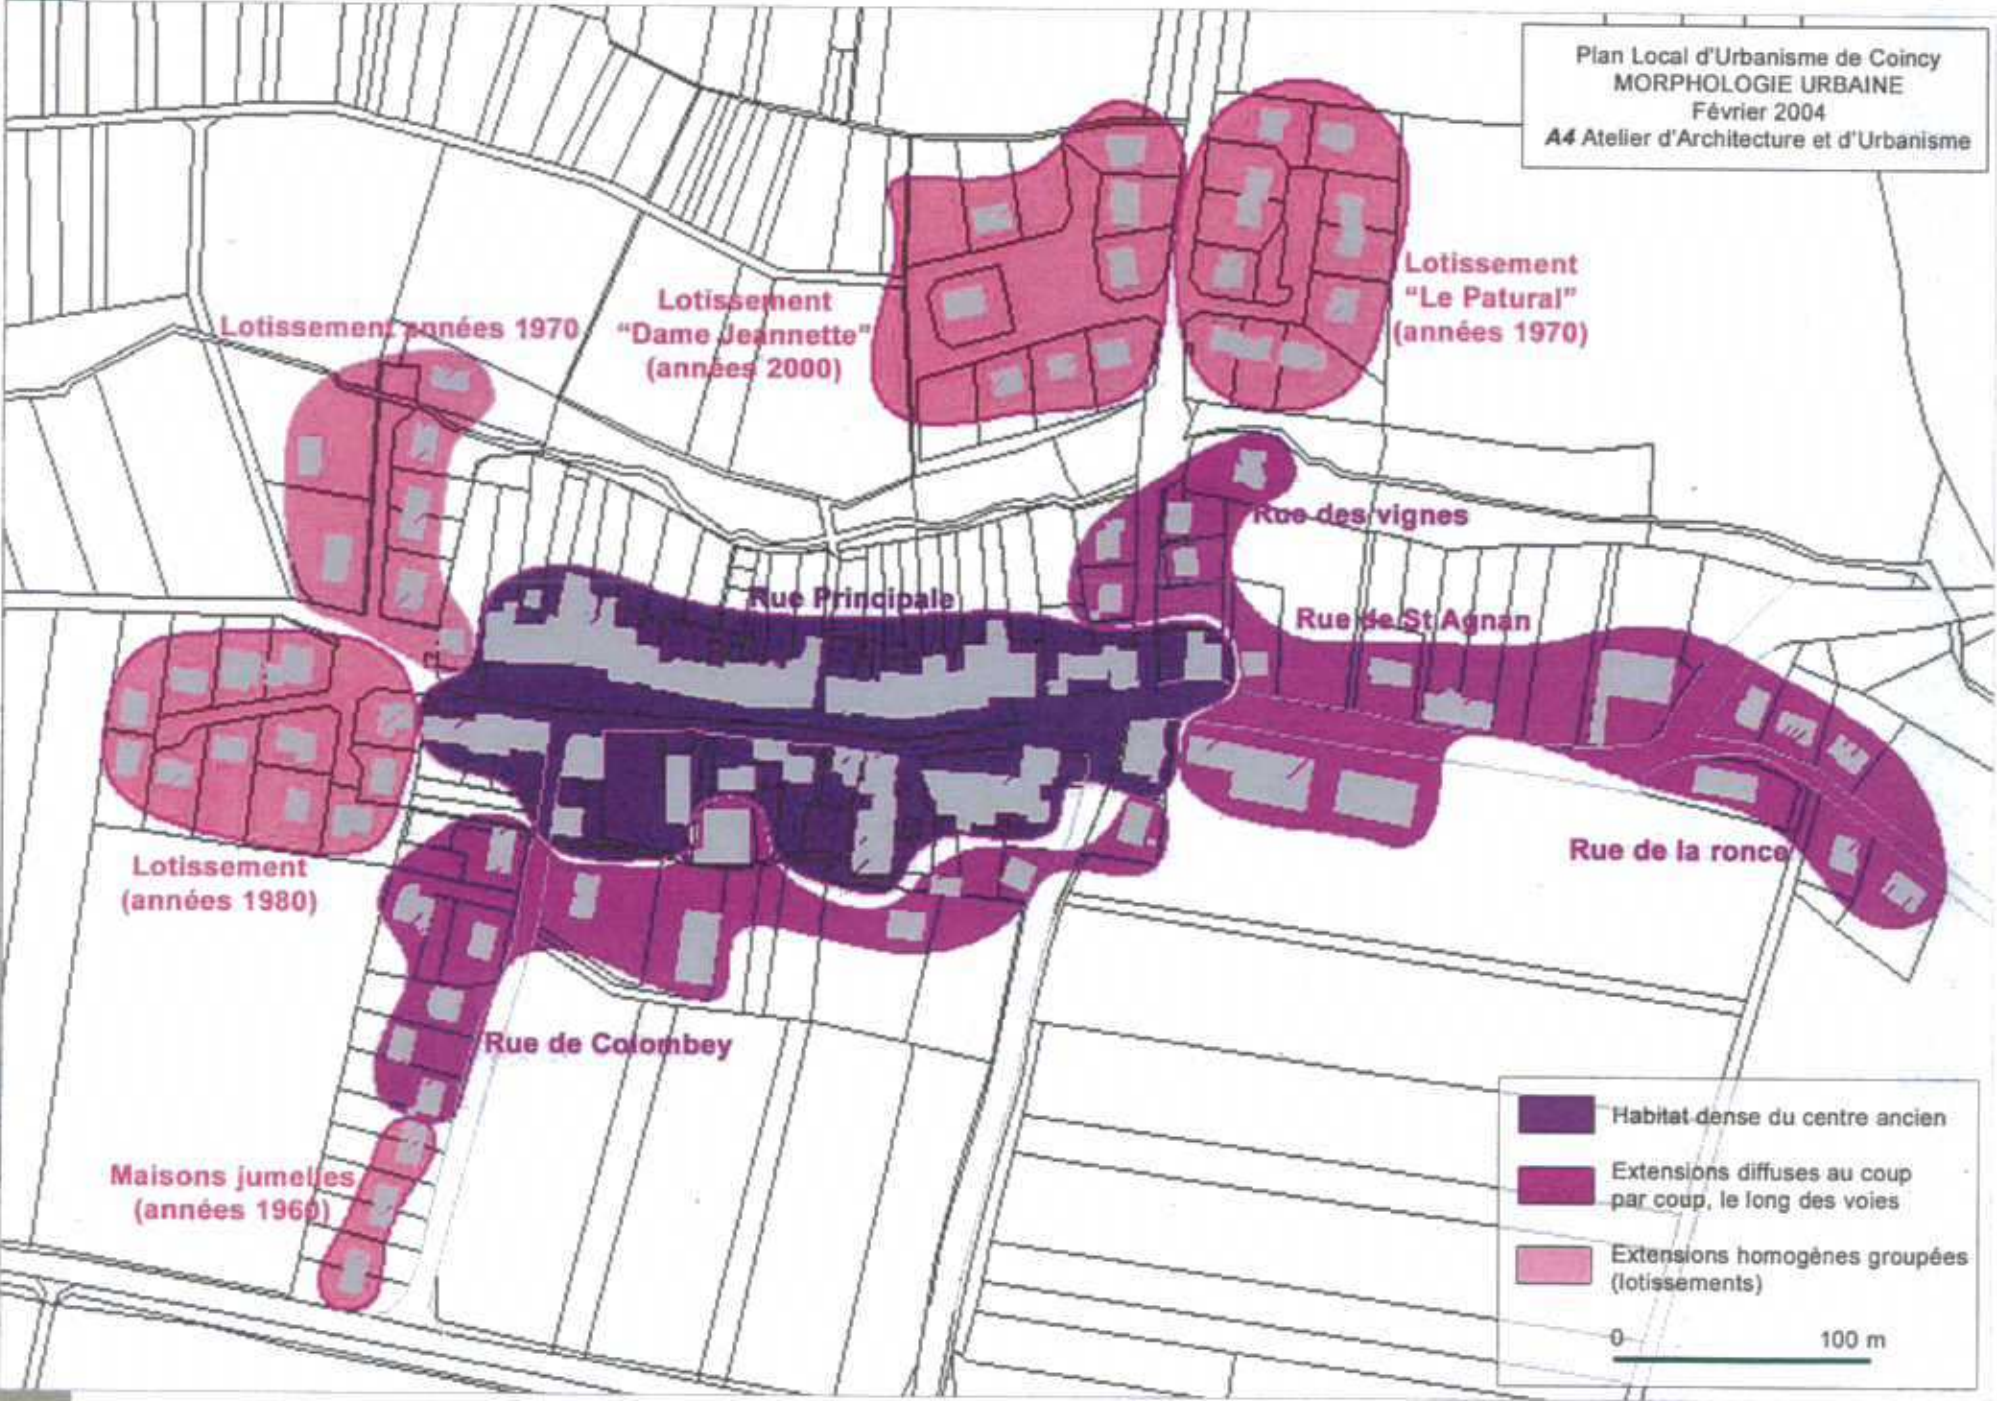 Plan Local d'Urbanisme de Coincy
MORPHOLOGIE URBAINE
Février 2004
A4 Atelier d'Architecture et d'Urbanisme
Lotissement
"Le Patural"
(années 1970)
Lotissement
"Dame Jeannette"
(années 2000)
Lotissement années 1970
Rue des vignes
Rue Principale
Rue de St Agnan
Rue de la ronce
Lotissement
(années 1980)
Rue de Colombey
Maisons jumelles
(années 1960)
Habitat dense du centre ancien
Extensions diffuses au coup
par coup, le long des voies
Extensions homogènes groupées
(lotissements)
0 100 m